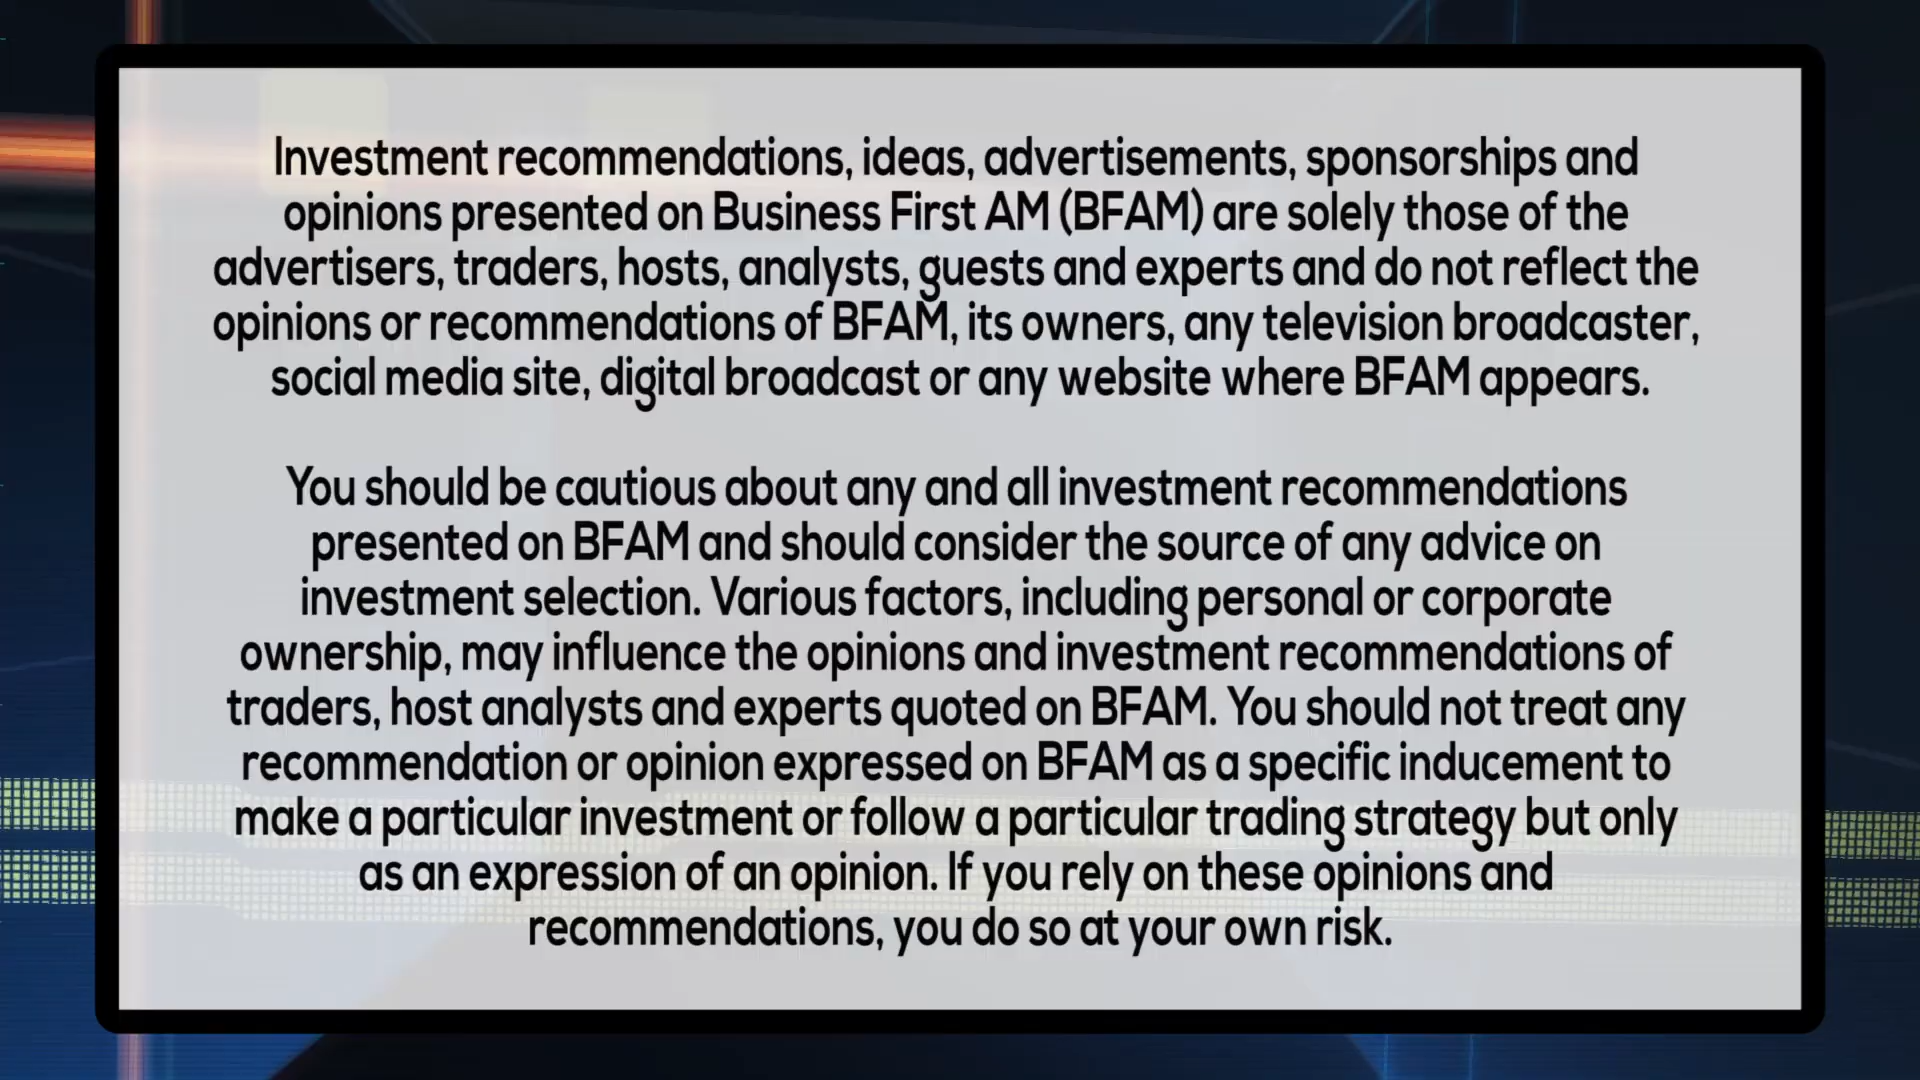 Investment recommendations, ideas, advertisements, sponsorships and
opinions presented on Business First AM (BFAM) are solely those of the
advertisers, traders, hosts, analysts, guests and experts and do not reflect the
opinions or recommendations of BFAM, its owners, any television broadcaster,
social media site, digital broadcast or any website where BFAM appears.
You should be cautious about any and all investment recommendations
presented on BFAM and should consider the source of any advice on
investment selection. Various factors, including personal or corporate
ownership, may influence the opinions and investment recommendations of
traders, host analysts and experts quoted on BFAM. You should not treat any
recommendation or opinion expressed on BFAM as a specific inducement to
make a particular investment or follow a particular trading strategy but only
as an expression of an opinion. If you rely on these opinions and
recommendations, you do so at your own risk.